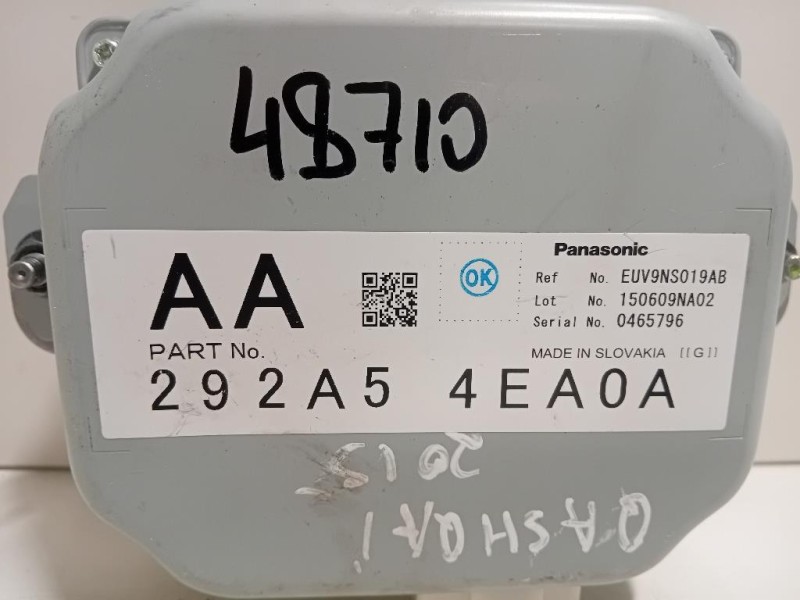 48710
AA
OK
Panasonic
Ref No. EUV9NS019AB
Lot No. 150609NA02
Serial No. 0465796
PART No.
MADE IN SLOVAKIA [[G]]
292A5 4EA0A
QASHQAI
2015